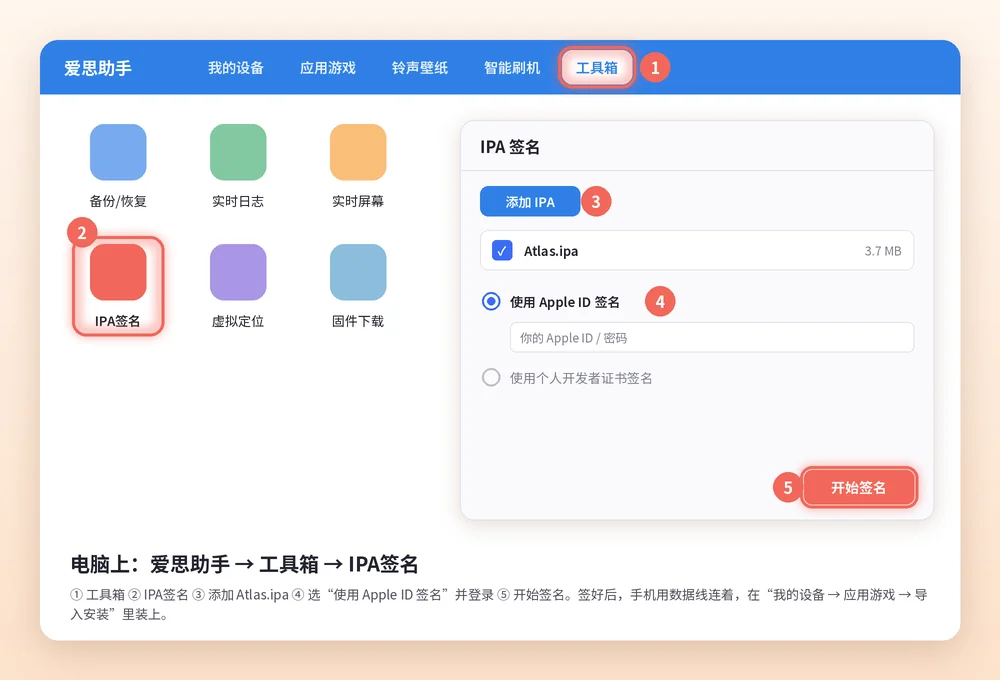 爱思助手 我的设备 应用游戏 铃声壁纸 智能刷机 工具箱 1
备份/恢复 实时日志 实时屏幕
2
IPA签名 虚拟定位 固件下载
IPA 签名
添加 IPA 3
✓ Atlas.ipa 3.7 MB
使用 Apple ID 签名 4
你的 Apple ID / 密码
使用个人开发者证书签名
5 开始签名
电脑上：爱思助手 → 工具箱 → IPA签名
① 工具箱 ② IPA签名 ③ 添加 Atlas.ipa ④ 选“使用 Apple ID 签名”并登录 ⑤ 开始签名。签好后，手机用数据线连着，在“我的设备 → 应用游戏 → 导
入安装”里装上。